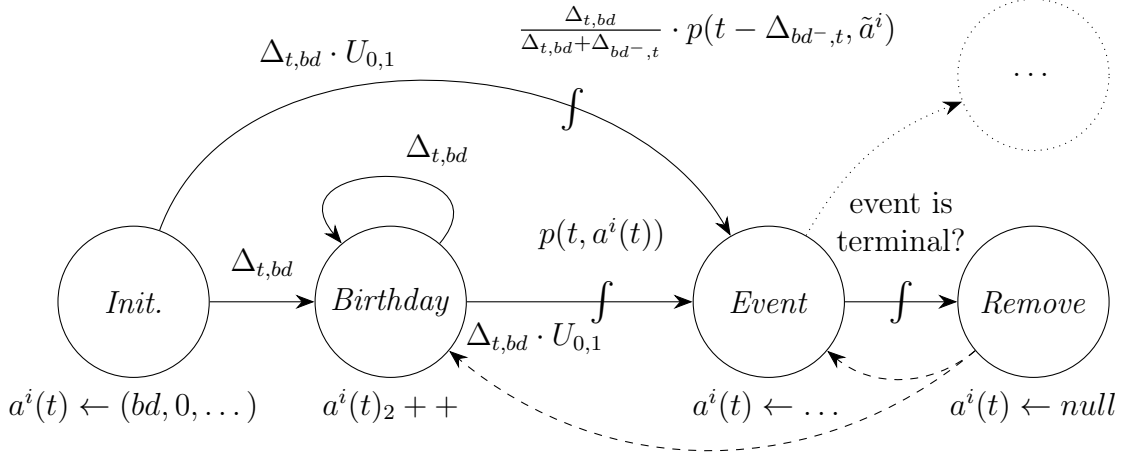 Δ_{t,bd} / (Δ_{t,bd} + Δ_{bd⁻,t}) · p(t − Δ_{bd⁻,t}, ã^i)
Δ_{t,bd} · U_{0,1}
∫
...
Δ_{t,bd}
event is
terminal?
p(t, a^i(t))
Δ_{t,bd}
Init.
Birthday
∫
Event
∫
Remove
Δ_{t,bd} · U_{0,1}
a^i(t) ← (bd, 0, . . . )
a^i(t)_2 + +
a^i(t) ← . . .
a^i(t) ← null